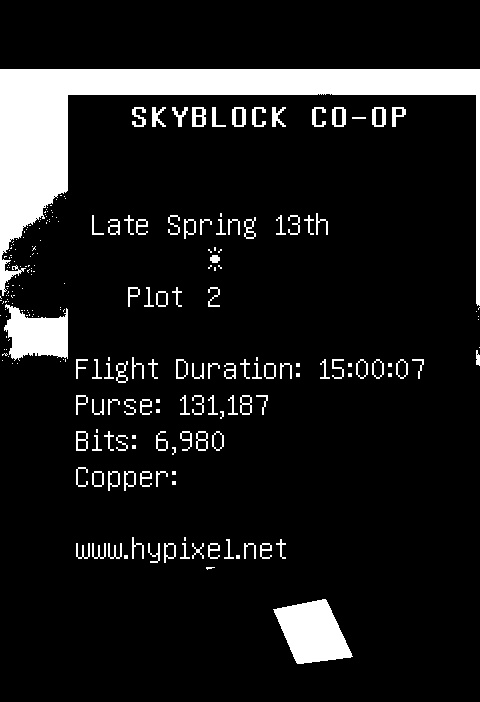 SKYBLOCK CO-OP
Late Spring 13th
☀
Plot 2
Flight Duration: 15:00:07
Purse: 131,187
Bits: 6,980
Copper:
www.hypixel.net